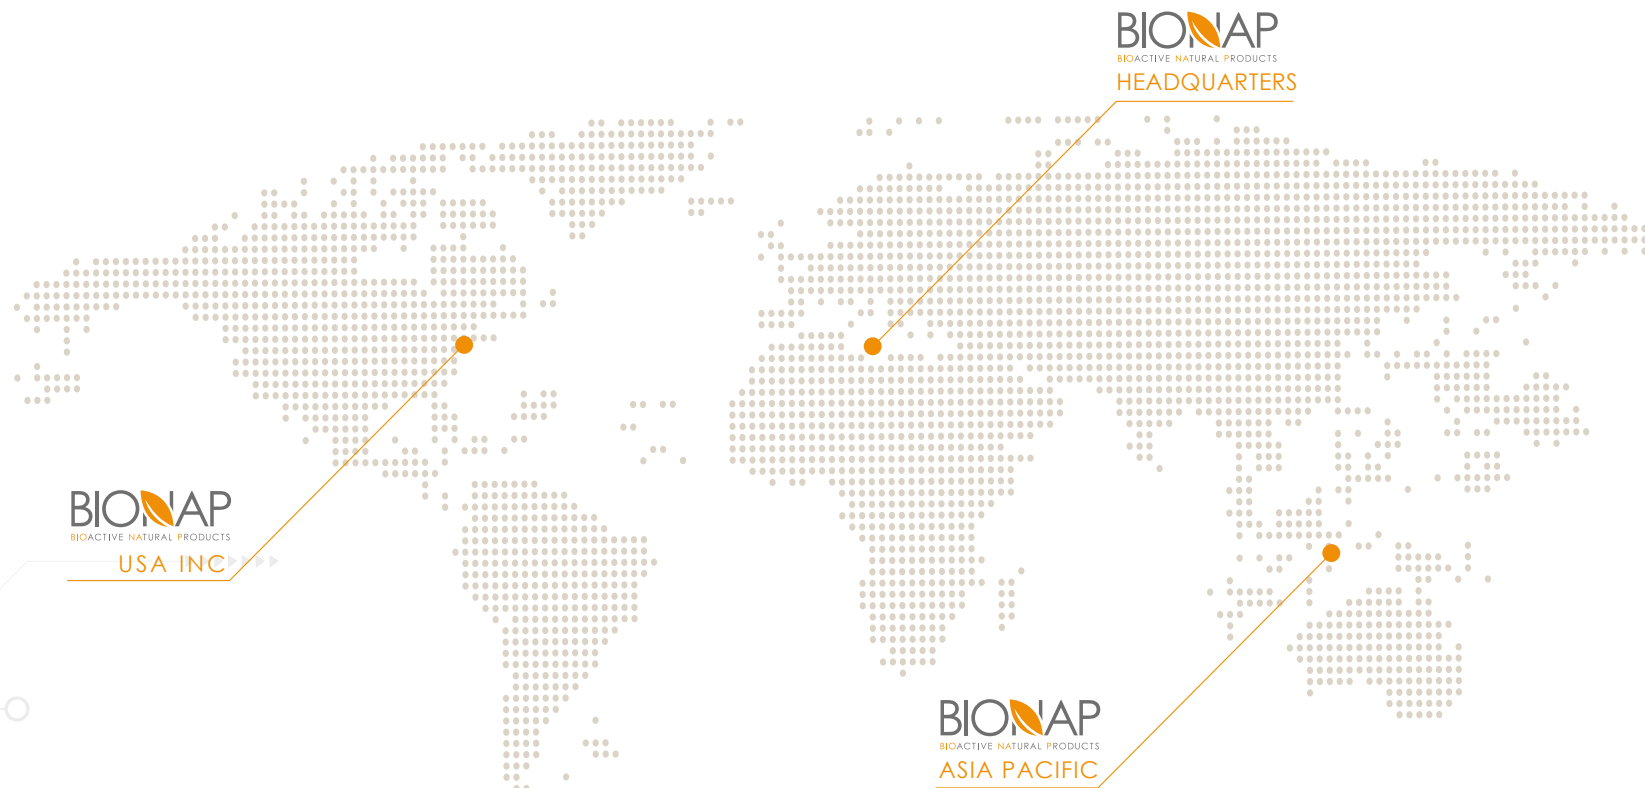 BIONAP
BIOACTIVE NATURAL PRODUCTS
HEADQUARTERS
BIONAP
BIOACTIVE NATURAL PRODUCTS
USA INC
BIONAP
BIOACTIVE NATURAL PRODUCTS
ASIA PACIFIC